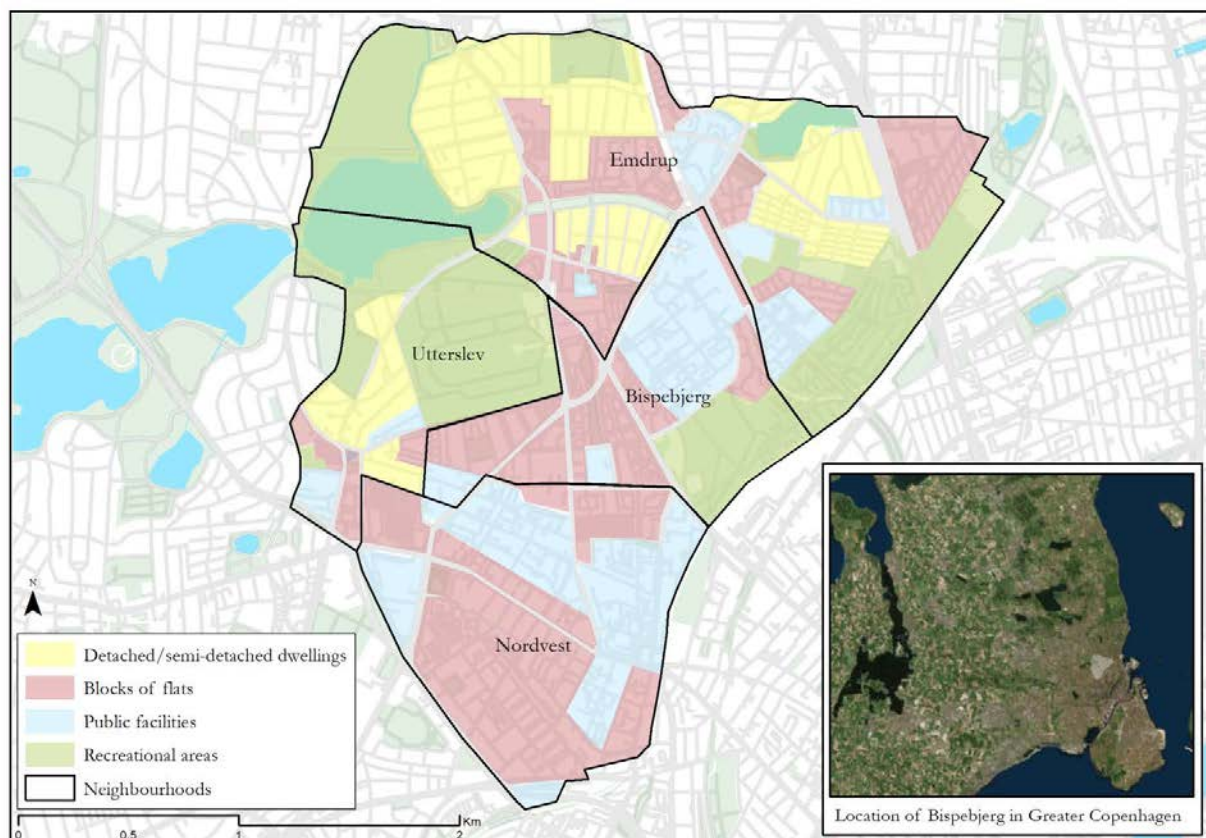 Emdrup
Utterslev
Bispebjerg
Nordvest
N
Detached/semi-detached dwellings
Blocks of flats
Public facilities
Recreational areas
Neighbourhoods
0 0.5 1 2 Km
Location of Bispebjerg in Greater Copenhagen